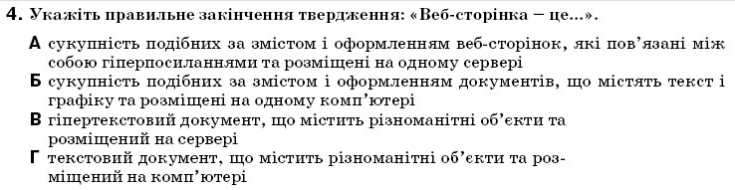 4. Укажіть правильне закінчення твердження: «Веб-сторінка – це...».
А сукупність подібних за змістом і оформленням веб-сторінок, які пов’язані між
собою гіперпосиланнями та розміщені на одному сервері
Б сукупність подібних за змістом і оформленням документів, що містять текст і
графіку та розміщені на одному комп’ютері
В гіпертекстовий документ, що містить різноманітні об’єкти та
розміщений на сервері
Г текстовий документ, що містить різноманітні об’єкти та роз-
міщений на комп’ютері